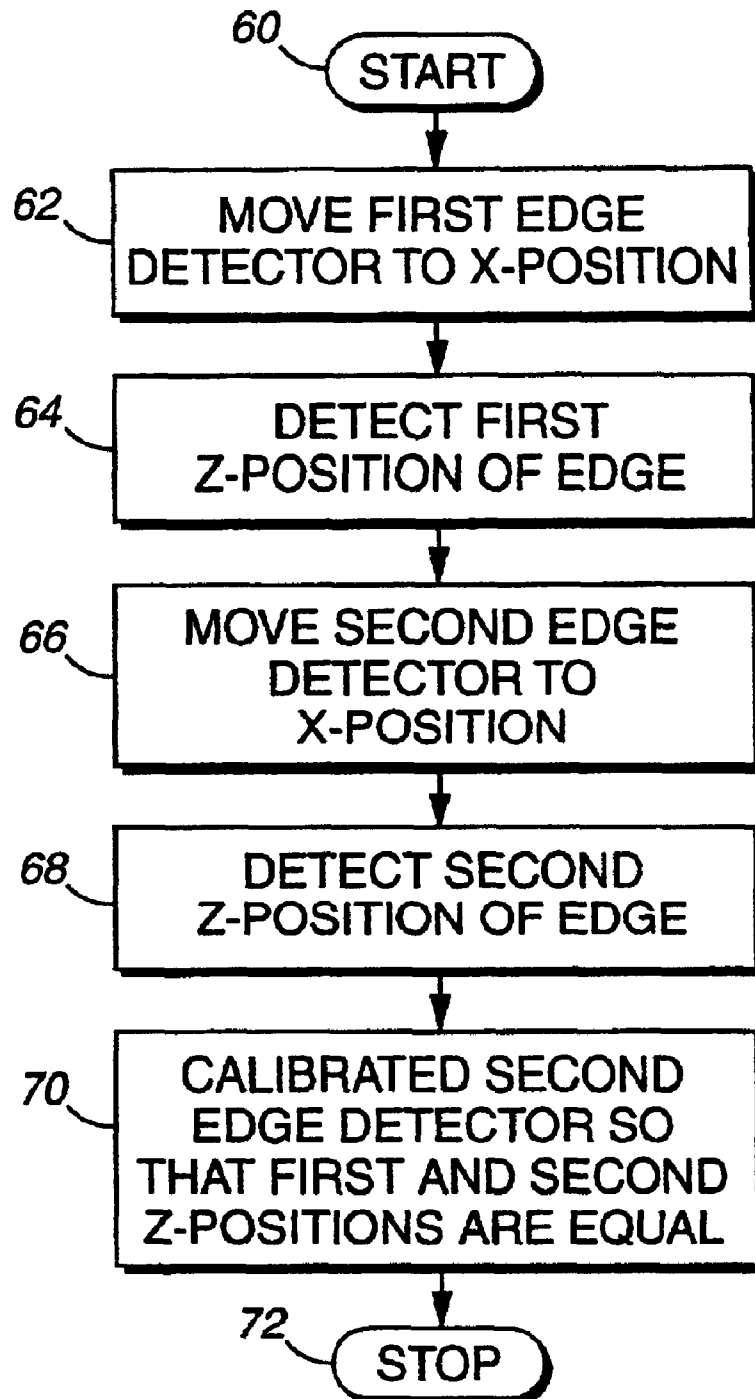 60
START
62
MOVE FIRST EDGE
DETECTOR TO X-POSITION
64
DETECT FIRST
Z-POSITION OF EDGE
66
MOVE SECOND EDGE
DETECTOR TO
X-POSITION
68
DETECT SECOND
Z-POSITION OF EDGE
70
CALIBRATED SECOND
EDGE DETECTOR SO
THAT FIRST AND SECOND
Z-POSITIONS ARE EQUAL
72
STOP